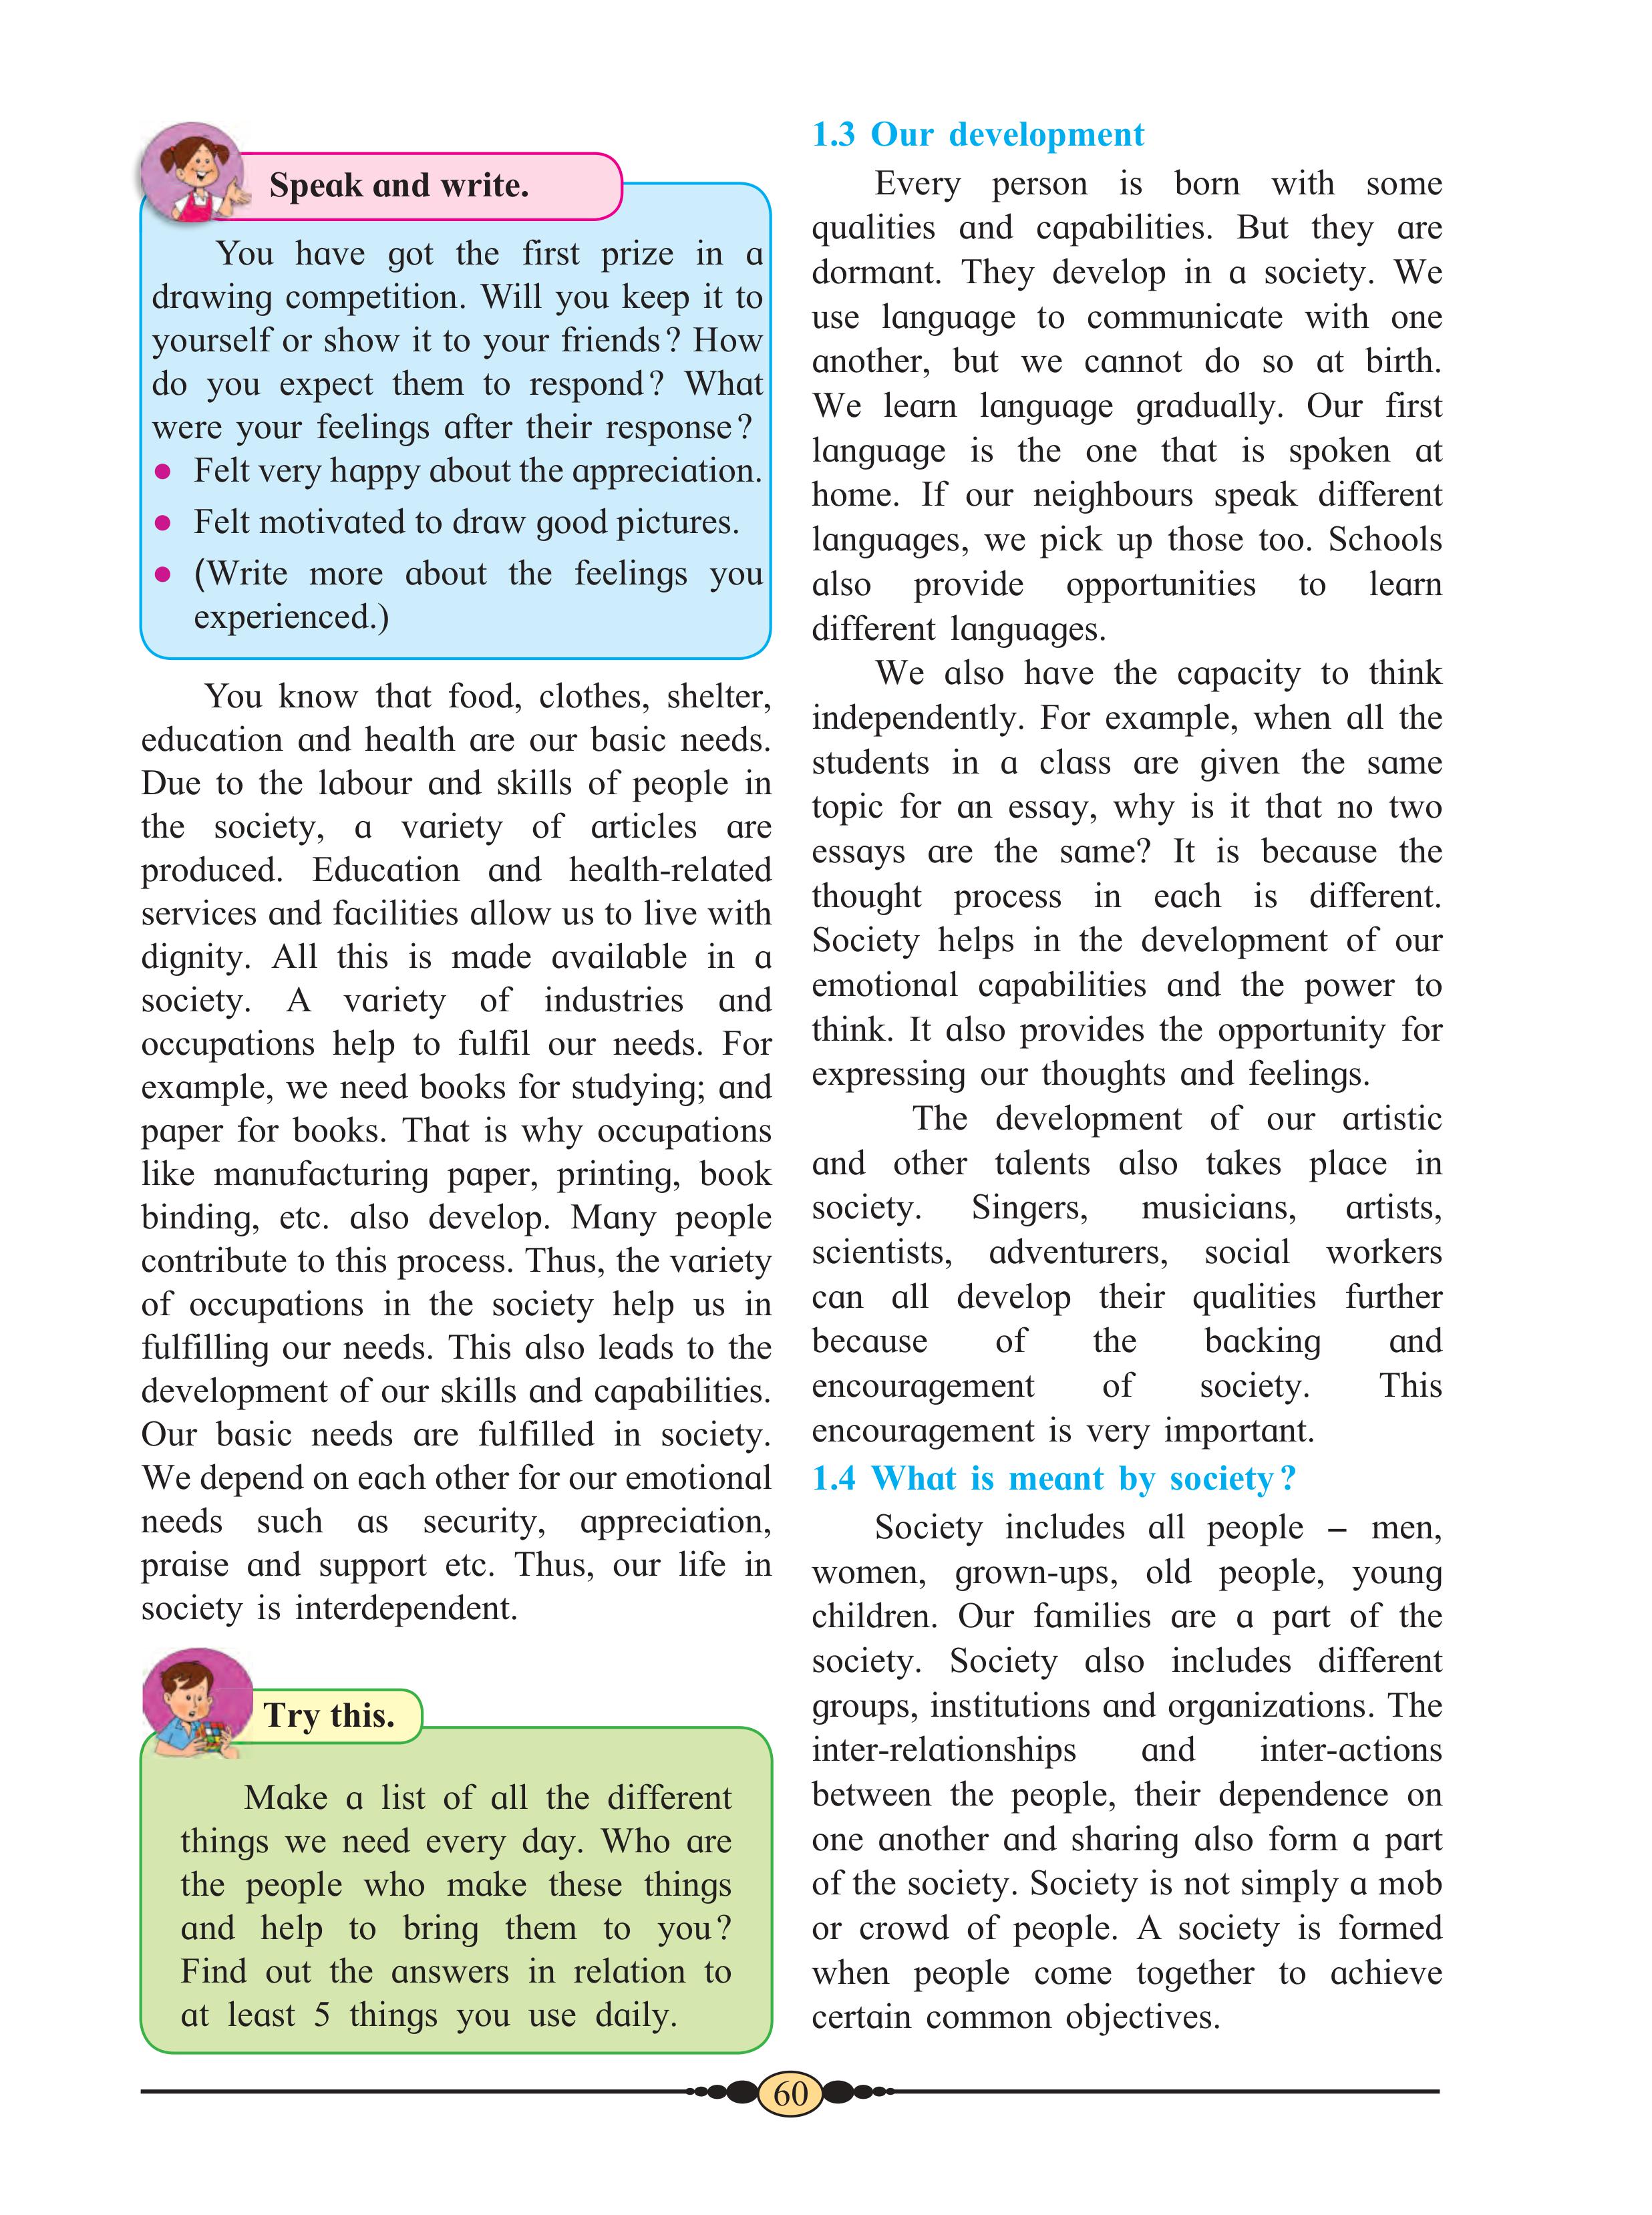 Speak and write.
You have got the first prize in a
drawing competition. Will you keep it to
yourself or show it to your friends? How
do you expect them to respond? What
were your feelings after their response?
● Felt very happy about the appreciation.
● Felt motivated to draw good pictures.
● (Write more about the feelings you
experienced.)
You know that food, clothes, shelter,
education and health are our basic needs.
Due to the labour and skills of people in
the society, a variety of articles are
produced. Education and health-related
services and facilities allow us to live with
dignity. All this is made available in a
society. A variety of industries and
occupations help to fulfil our needs. For
example, we need books for studying; and
paper for books. That is why occupations
like manufacturing paper, printing, book
binding, etc. also develop. Many people
contribute to this process. Thus, the variety
of occupations in the society help us in
fulfilling our needs. This also leads to the
development of our skills and capabilities.
Our basic needs are fulfilled in society.
We depend on each other for our emotional
needs such as security, appreciation,
praise and support etc. Thus, our life in
society is interdependent.
Try this.
Make a list of all the different
things we need every day. Who are
the people who make these things
and help to bring them to you?
Find out the answers in relation to
at least 5 things you use daily.
1.3 Our development
Every person is born with some
qualities and capabilities. But they are
dormant. They develop in a society. We
use language to communicate with one
another, but we cannot do so at birth.
We learn language gradually. Our first
language is the one that is spoken at
home. If our neighbours speak different
languages, we pick up those too. Schools
also provide opportunities to learn
different languages.
We also have the capacity to think
independently. For example, when all the
students in a class are given the same
topic for an essay, why is it that no two
essays are the same? It is because the
thought process in each is different.
Society helps in the development of our
emotional capabilities and the power to
think. It also provides the opportunity for
expressing our thoughts and feelings.
The development of our artistic
and other talents also takes place in
society. Singers, musicians, artists,
scientists, adventurers, social workers
can all develop their qualities further
because of the backing and
encouragement of society. This
encouragement is very important.
1.4 What is meant by society?
Society includes all people – men,
women, grown-ups, old people, young
children. Our families are a part of the
society. Society also includes different
groups, institutions and organizations. The
inter-relationships and inter-actions
between the people, their dependence on
one another and sharing also form a part
of the society. Society is not simply a mob
or crowd of people. A society is formed
when people come together to achieve
certain common objectives.
60